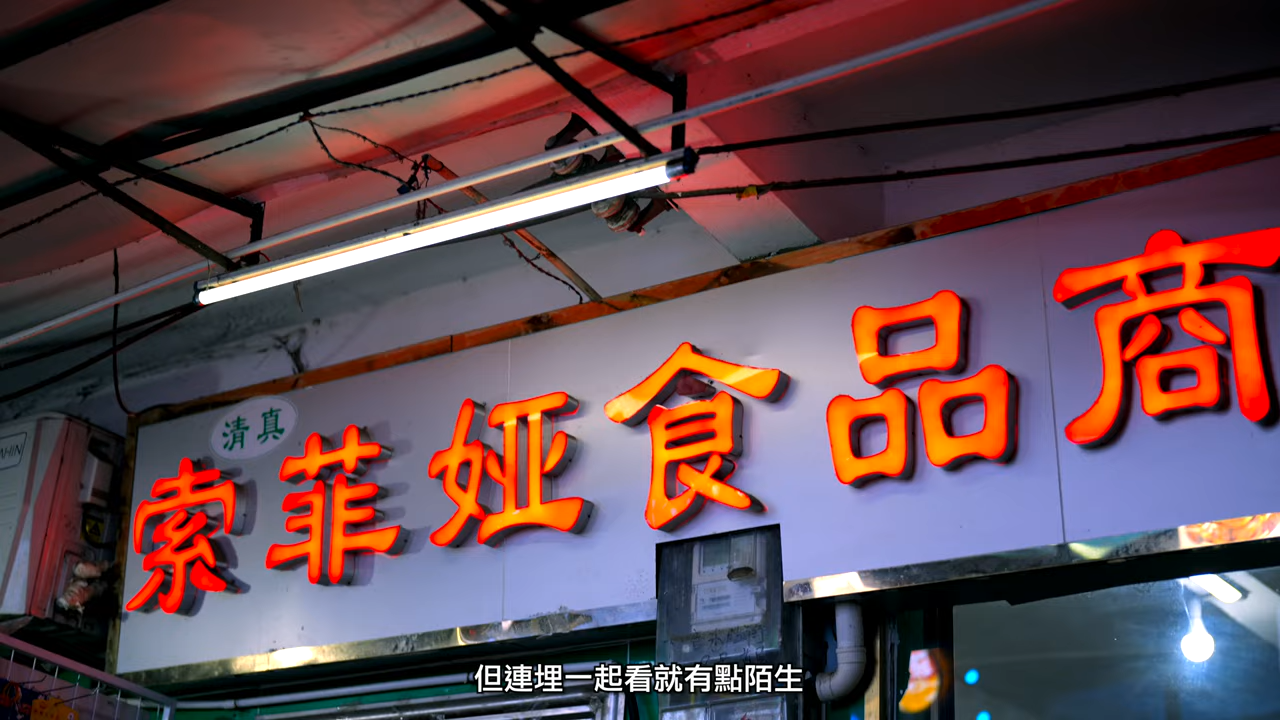 清真
索菲娅食品商
但連埋一起看就有點陌生